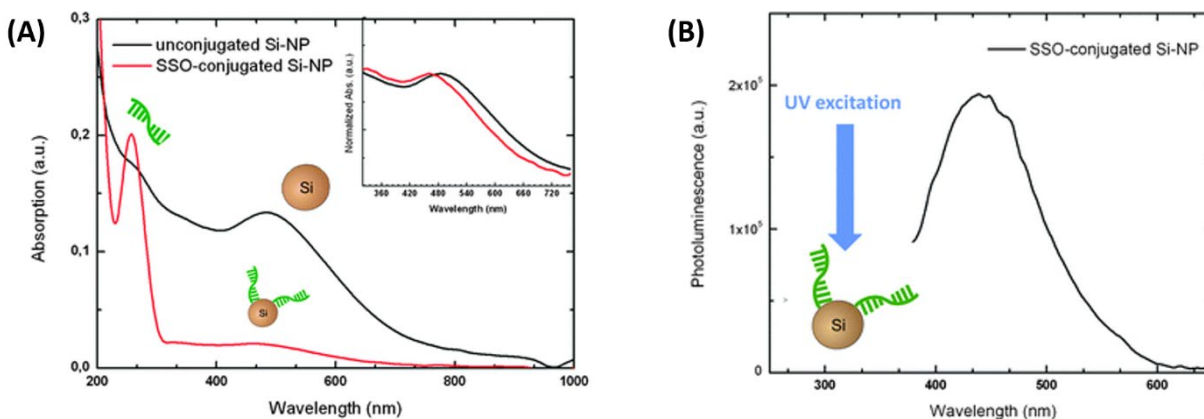 (A)
0,3
0,2
0,1
0,0
Absorption (a.u.)
unconjugated Si-NP
SSO-conjugated Si-NP
Si
Si
200
400
600
800
1000
Wavelength (nm)
Normalized Abs. (a.u.)
360
420
480
540
600
660
720
Wavelength (nm)
(B)
2x10⁵
1x10⁵
0
Photoluminescence (a.u.)
SSO-conjugated Si-NP
UV excitation
>
Si
300
400
500
600
Wavelength (nm)